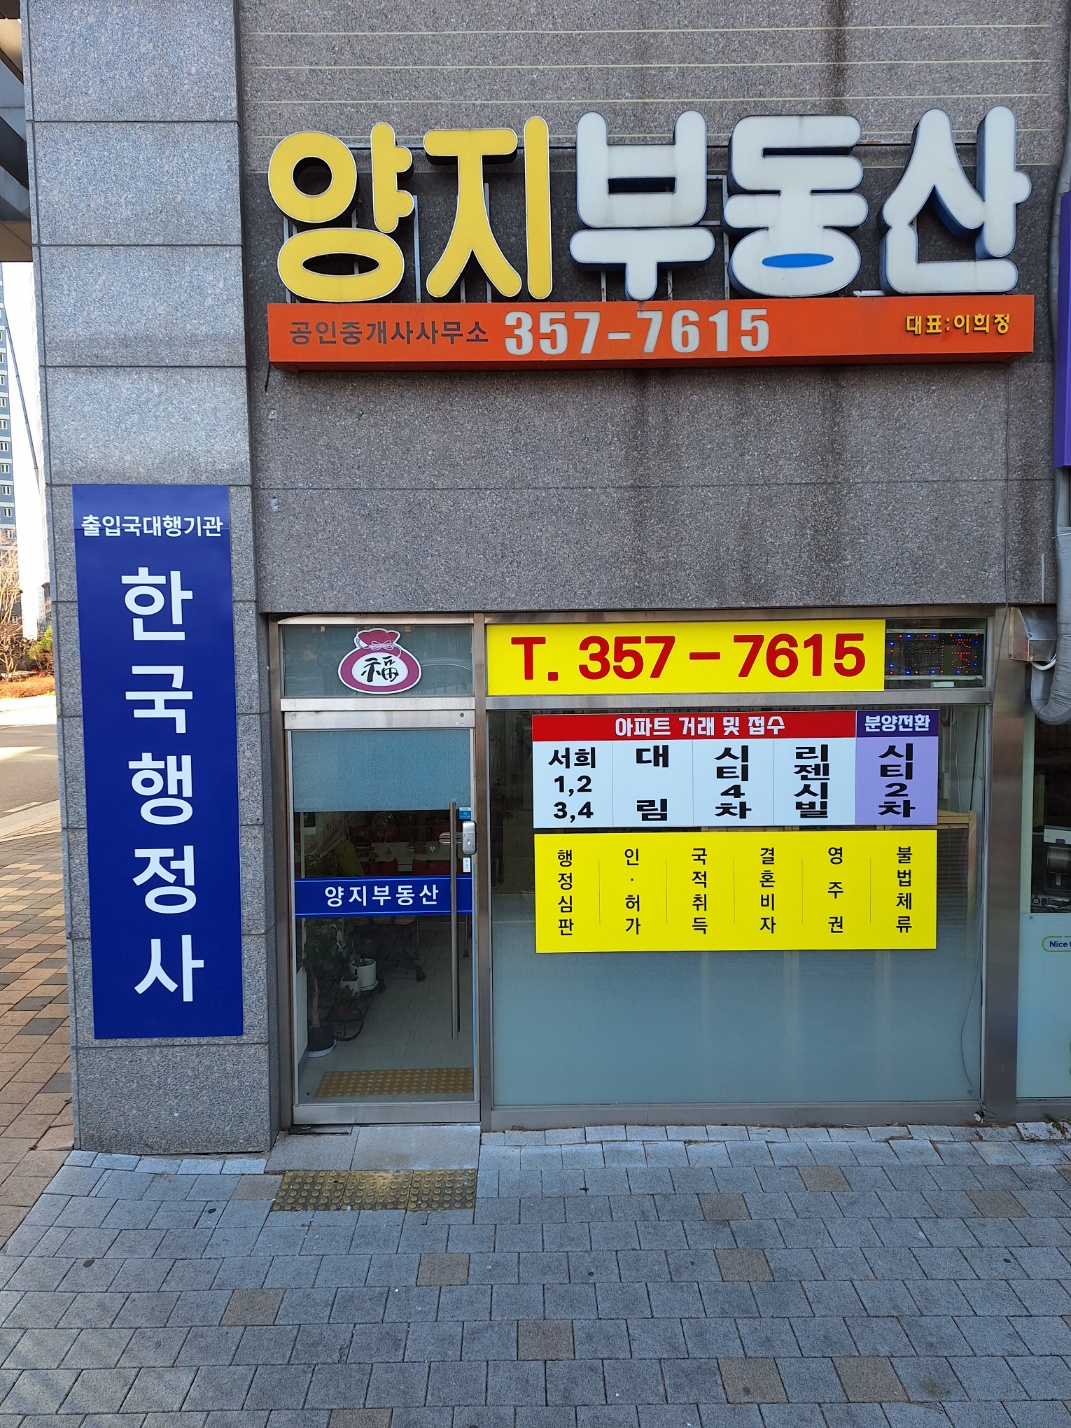 양지부동산
공인중개사사무소 357-7615 대표:이희정
출입국대행기관
한국행정사
福
T. 357-7615
양지부동산
아파트 거래 및 접수 분양전환
서희 1,2 3,4
대림
시티4차
리젠시빌
시티2차
행정심판
인·허가
국적취득
결혼비자
영주권
불법체류
Nice